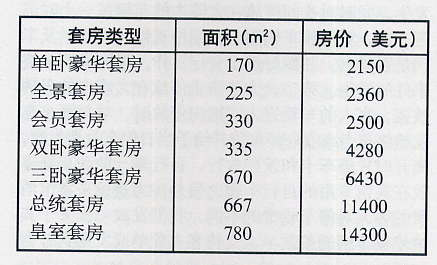 套房类型 面积(m²) 房价(美元)
单卧豪华套房 170 2150
全景套房 225 2360
会员套房 330 2500
双卧豪华套房 335 4280
三卧豪华套房 670 6430
总统套房 667 11400
皇室套房 780 14300